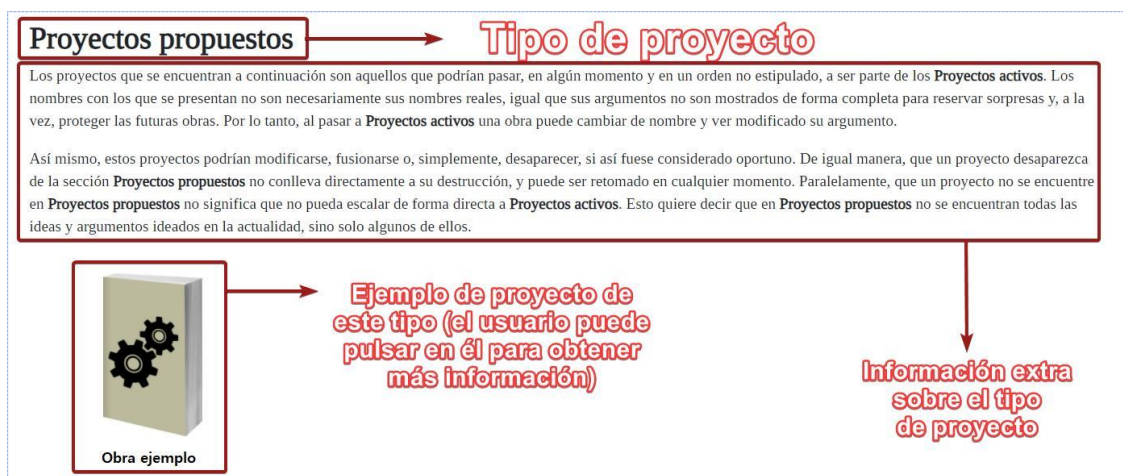 Proyectos propuestos
Tipo de proyecto
Los proyectos que se encuentran a continuación son aquellos que podrían pasar, en algún momento y en un orden no estipulado, a ser parte de los Proyectos activos. Los
nombres con los que se presentan no son necesariamente sus nombres reales, igual que sus argumentos no son mostrados de forma completa para reservar sorpresas y, a la
vez, proteger las futuras obras. Por lo tanto, al pasar a Proyectos activos una obra puede cambiar de nombre y ver modificado su argumento.
Así mismo, estos proyectos podrían modificarse, fusionarse o, simplemente, desaparecer, si así fuese considerado oportuno. De igual manera, que un proyecto desaparezca
de la sección Proyectos propuestos no conlleva directamente a su destrucción, y puede ser retomado en cualquier momento. Paralelamente, que un proyecto no se encuentre
en Proyectos propuestos no significa que no pueda escalar de forma directa a Proyectos activos. Esto quiere decir que en Proyectos propuestos no se encuentran todas las
ideas y argumentos ideados en la actualidad, sino solo algunos de ellos.
Ejemplo de proyecto de
este tipo (el usuario puede
pulsar en él para obtener
más información)
Información extra
sobre el tipo
de proyecto
Obra ejemplo